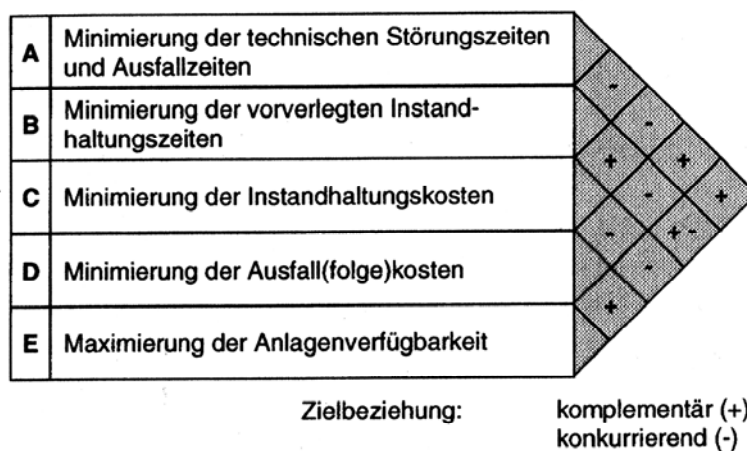 A Minimierung der technischen Störungszeiten
und Ausfallzeiten
-
-
B Minimierung der vorverlegten Instand-
haltungszeiten
+ +
C Minimierung der Instandhaltungskosten
- +
- + -
D Minimierung der Ausfall(folge)kosten
-
+
E Maximierung der Anlagenverfügbarkeit
Zielbeziehung: komplementär (+)
konkurrierend (-)